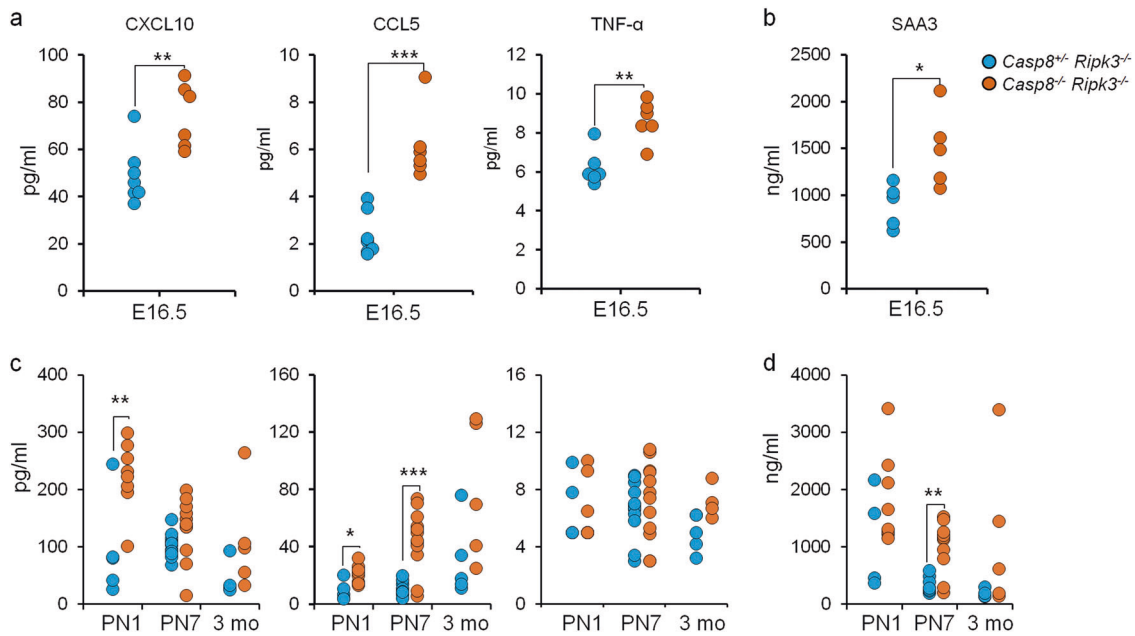 a
CXCL10
CCL5
TNF-α
b
SAA3
100
80
60
40
20
0
pg/ml
**
E16.5
10
8
6
4
2
0
pg/ml
***
E16.5
12
10
8
6
4
2
0
pg/ml
**
E16.5
2500
2000
1500
1000
500
0
ng/ml
*
E16.5
Casp8+/- Ripk3-/-
Casp8-/- Ripk3-/-
c
400
300
200
100
0
pg/ml
**
PN1 PN7 3 mo
160
120
80
40
0
*
***
PN1 PN7 3 mo
16
12
8
4
0
PN1 PN7 3 mo
d
4000
3000
2000
1000
0
ng/ml
**
PN1 PN7 3 mo